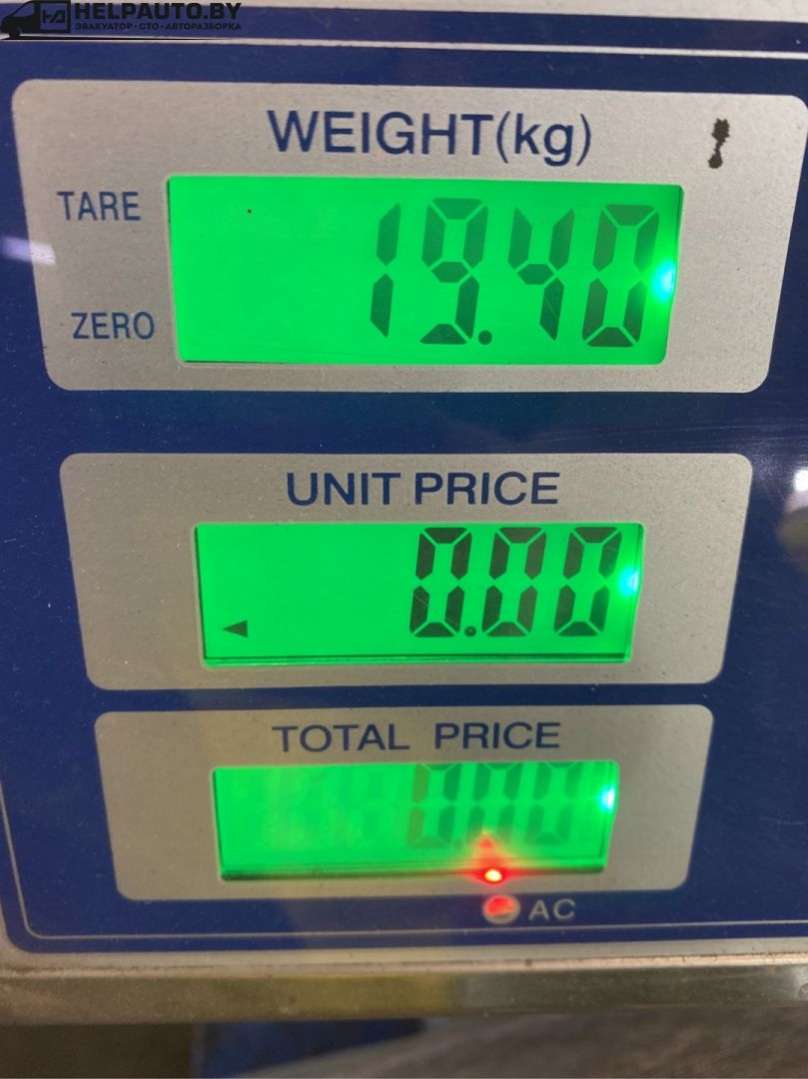 HELPAUTO.BY
ЭВАКУАТОР • СТО • АВТОРАЗБОРКА
WEIGHT(kg)
TARE
19.40
ZERO
UNIT PRICE
0.00
TOTAL PRICE
0.00
AC